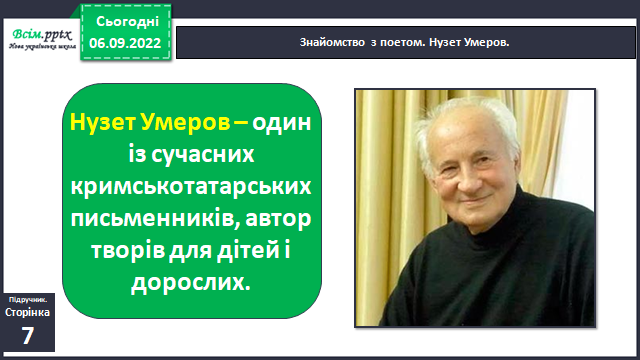 Всім.pptx
Нова українська школа
Сьогодні
06.09.2022
Знайомство з поетом. Нузет Умеров.
Нузет Умеров – один
із сучасних
кримськотатарських
письменників, автор
творів для дітей і
дорослих.
Підручник.
Сторінка
7